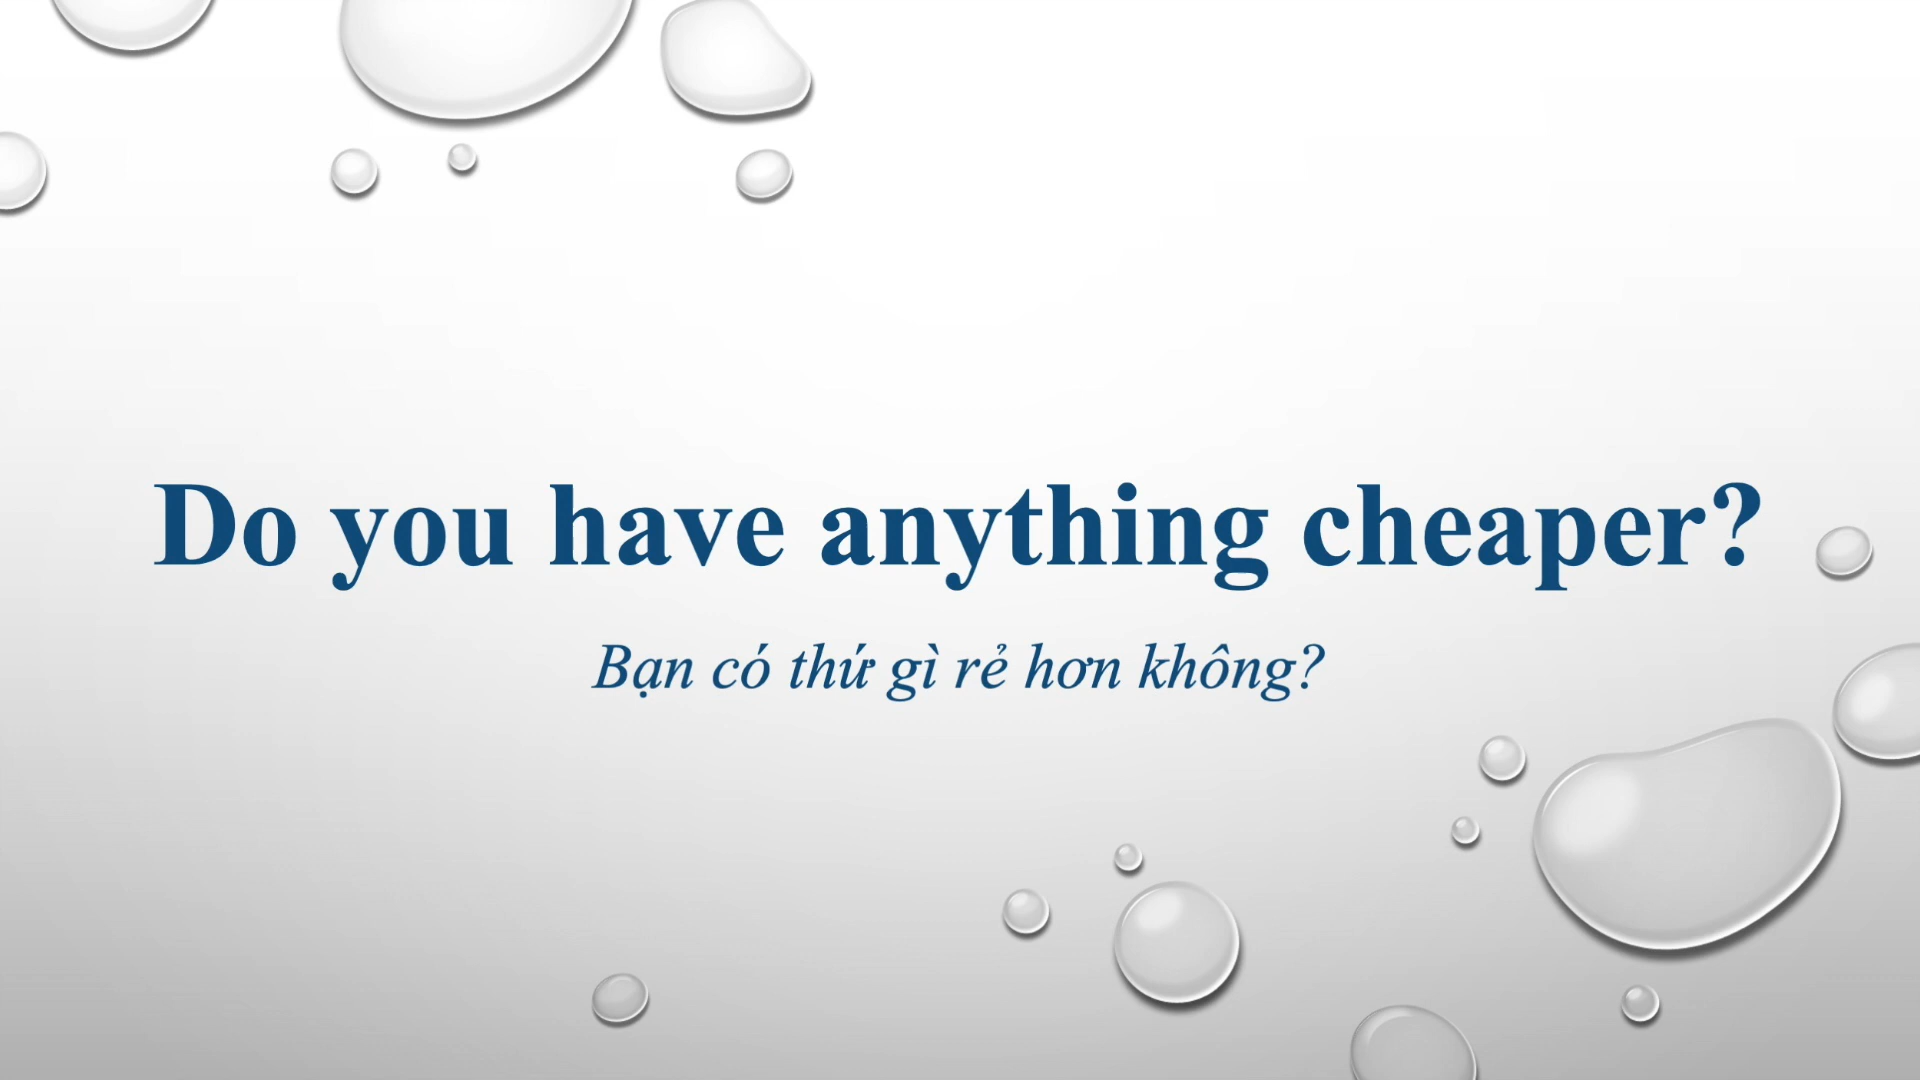 Do you have anything cheaper?
Bạn có thứ gì rẻ hơn không?